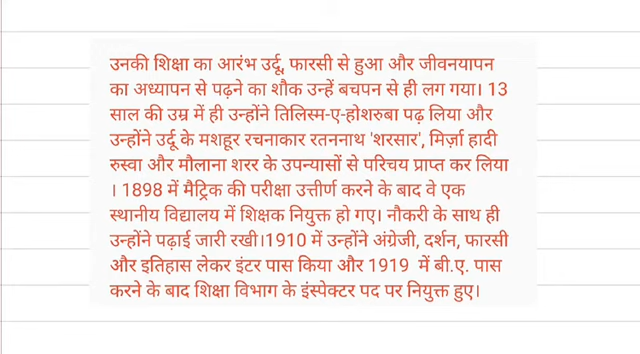 उनकी शिक्षा का आरंभ उर्दू, फारसी से हुआ और जीवनयापन
का अध्यापन से पढ़ने का शौक उन्हें बचपन से ही लग गया। 13
साल की उम्र में ही उन्होंने तिलिस्म-ए-होशरुबा पढ़ लिया और
उन्होंने उर्दू के मशहूर रचनाकार रतननाथ 'शरसार', मिर्ज़ा हादी
रुस्वा और मौलाना शरर के उपन्यासों से परिचय प्राप्त कर लिया
। 1898 में मैट्रिक की परीक्षा उत्तीर्ण करने के बाद वे एक
स्थानीय विद्यालय में शिक्षक नियुक्त हो गए। नौकरी के साथ ही
उन्होंने पढ़ाई जारी रखी।1910 में उन्होंने अंग्रेजी, दर्शन, फारसी
और इतिहास लेकर इंटर पास किया और 1919 में बी.ए. पास
करने के बाद शिक्षा विभाग के इंस्पेक्टर पद पर नियुक्त हुए।